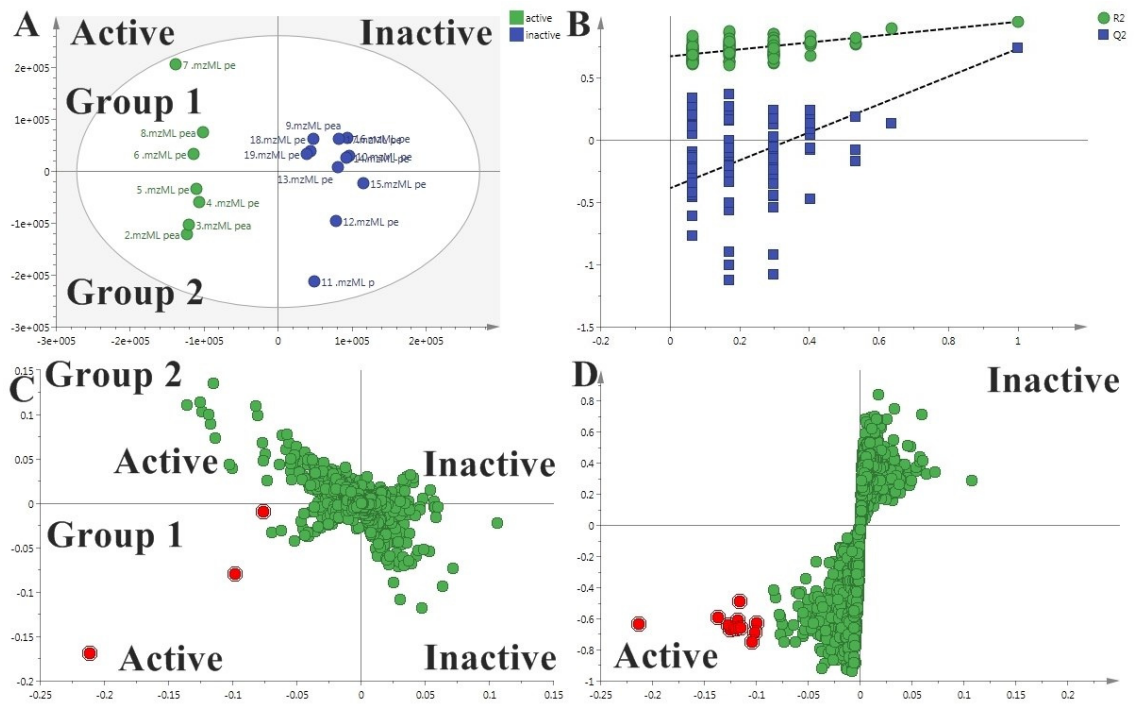 A
Active
Inactive
active
inactive
Group 1
Group 2
7 .mzML pe
8.mzML pea
6 .mzML pe
5 .mzML pe
4 .mzML pe
3.mzML pea
2.mzML pea
9.mzML pea
18.mzML pe
19.mzML pe
13.mzML pe
15.mzML pe
12.mzML pe
11 .mzML p
2e+005
1e+005
0
-1e+005
-2e+005
-3e+005
-3e+005
-2e+005
-1e+005
0
1e+005
2e+005
B
R2
Q2
0.5
0
-0.5
-1
-1.5
-0.2
0
0.2
0.4
0.6
0.8
1
C
Group 2
Active
Inactive
Group 1
Active
Inactive
0.15
0.1
0.05
0
-0.05
-0.1
-0.15
-0.2
-0.25
-0.2
-0.15
-0.1
-0.05
0
0.05
0.1
0.15
D
Inactive
Active
0.8
0.6
0.4
0.2
0
-0.2
-0.4
-0.6
-0.8
-1
-0.25
-0.2
-0.15
-0.1
-0.05
0
0.05
0.1
0.15
0.2